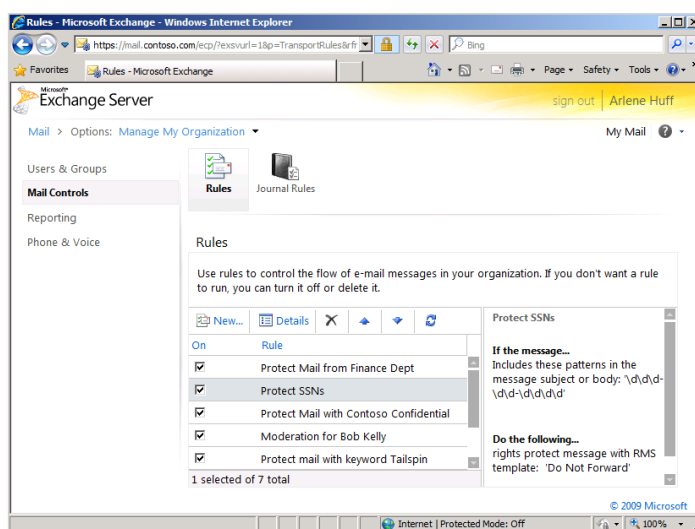 Rules - Microsoft Exchange - Windows Internet Explorer
https://mail.contoso.com/ecp/?exsvurl=1&p=TransportRules&rfr
Bing
Favorites
Rules - Microsoft Exchange
Page
Safety
Tools
Microsoft
Exchange Server
sign out
Arlene Huff
Mail > Options: Manage My Organization
My Mail
Users & Groups
Mail Controls
Reporting
Phone & Voice
Rules
Journal Rules
Rules
Use rules to control the flow of e-mail messages in your organization. If you don't want a rule
to run, you can turn it off or delete it.
New...
Details
On
Rule
Protect Mail from Finance Dept
Protect SSNs
Protect Mail with Contoso Confidential
Moderation for Bob Kelly
Protect mail with keyword Tailspin
1 selected of 7 total
Protect SSNs
If the message...
Includes these patterns in the
message subject or body: '\d\d\d-
\d\d-\d\d\d\d'
Do the following...
rights protect message with RMS
template: 'Do Not Forward'
© 2009 Microsoft
Internet | Protected Mode: Off
100%